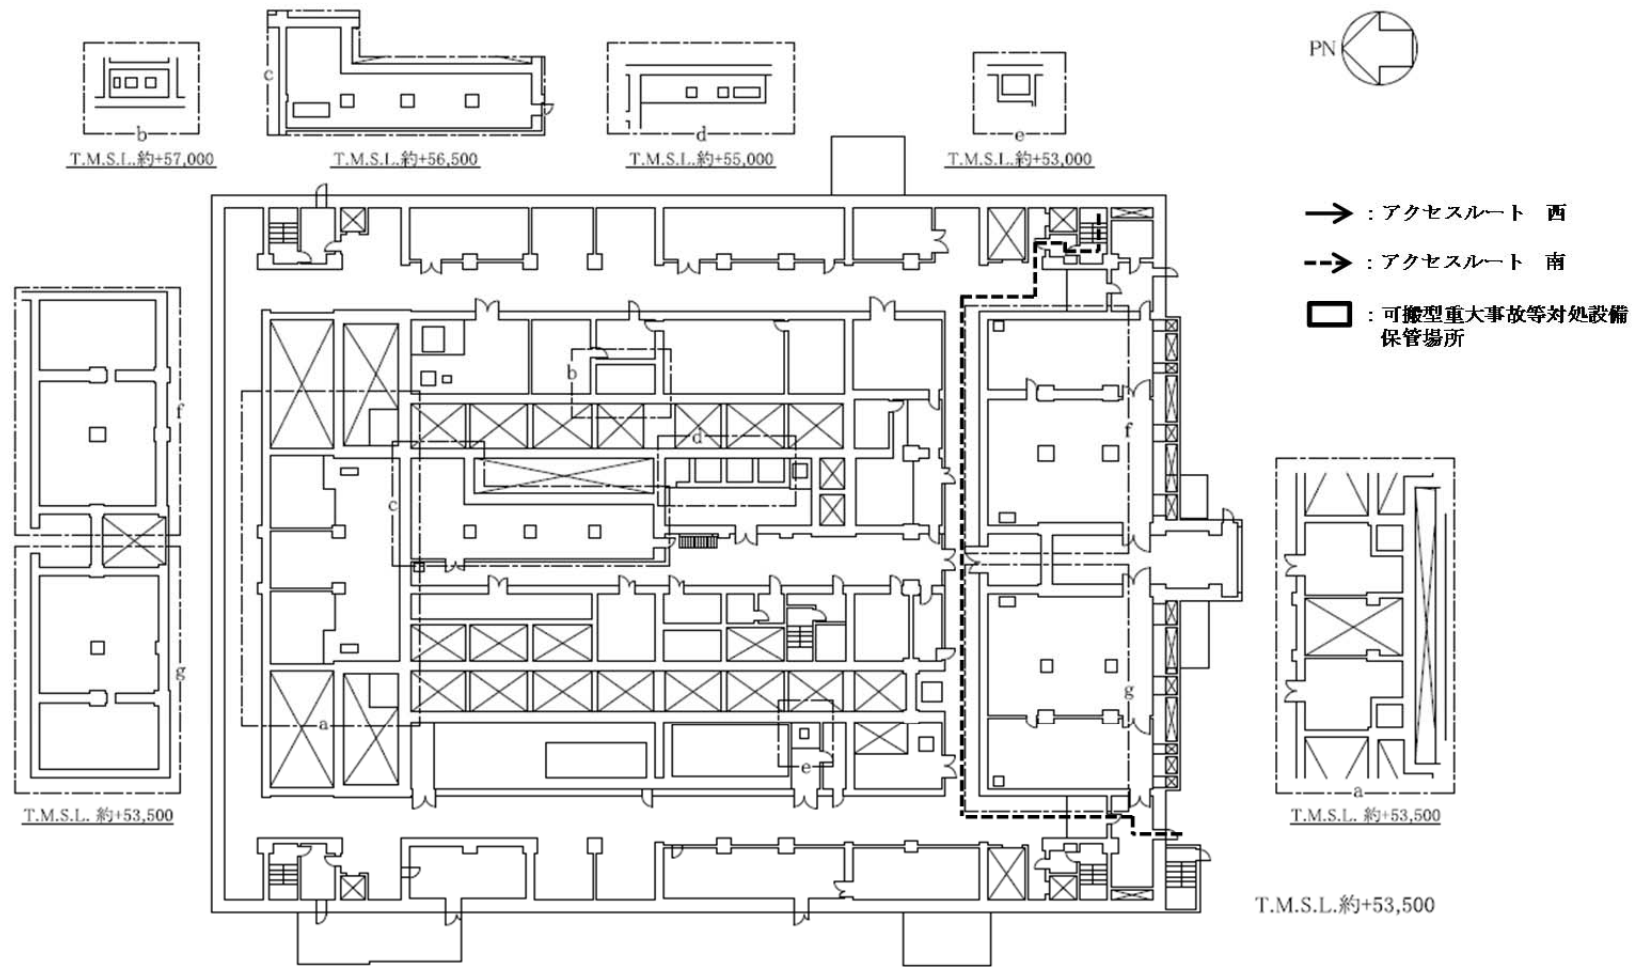 PN
b
T.M.S.L.約+57,000
c
T.M.S.L.約+56,500
d
T.M.S.L.約+55,000
e
T.M.S.L.約+53,000
：アクセスルート 西
：アクセスルート 南
：可搬型重大事故等対処設備
保管場所
f
g
T.M.S.L. 約+53,500
b
d
c
a
e
f
g
a
T.M.S.L. 約+53,500
T.M.S.L.約+53,500